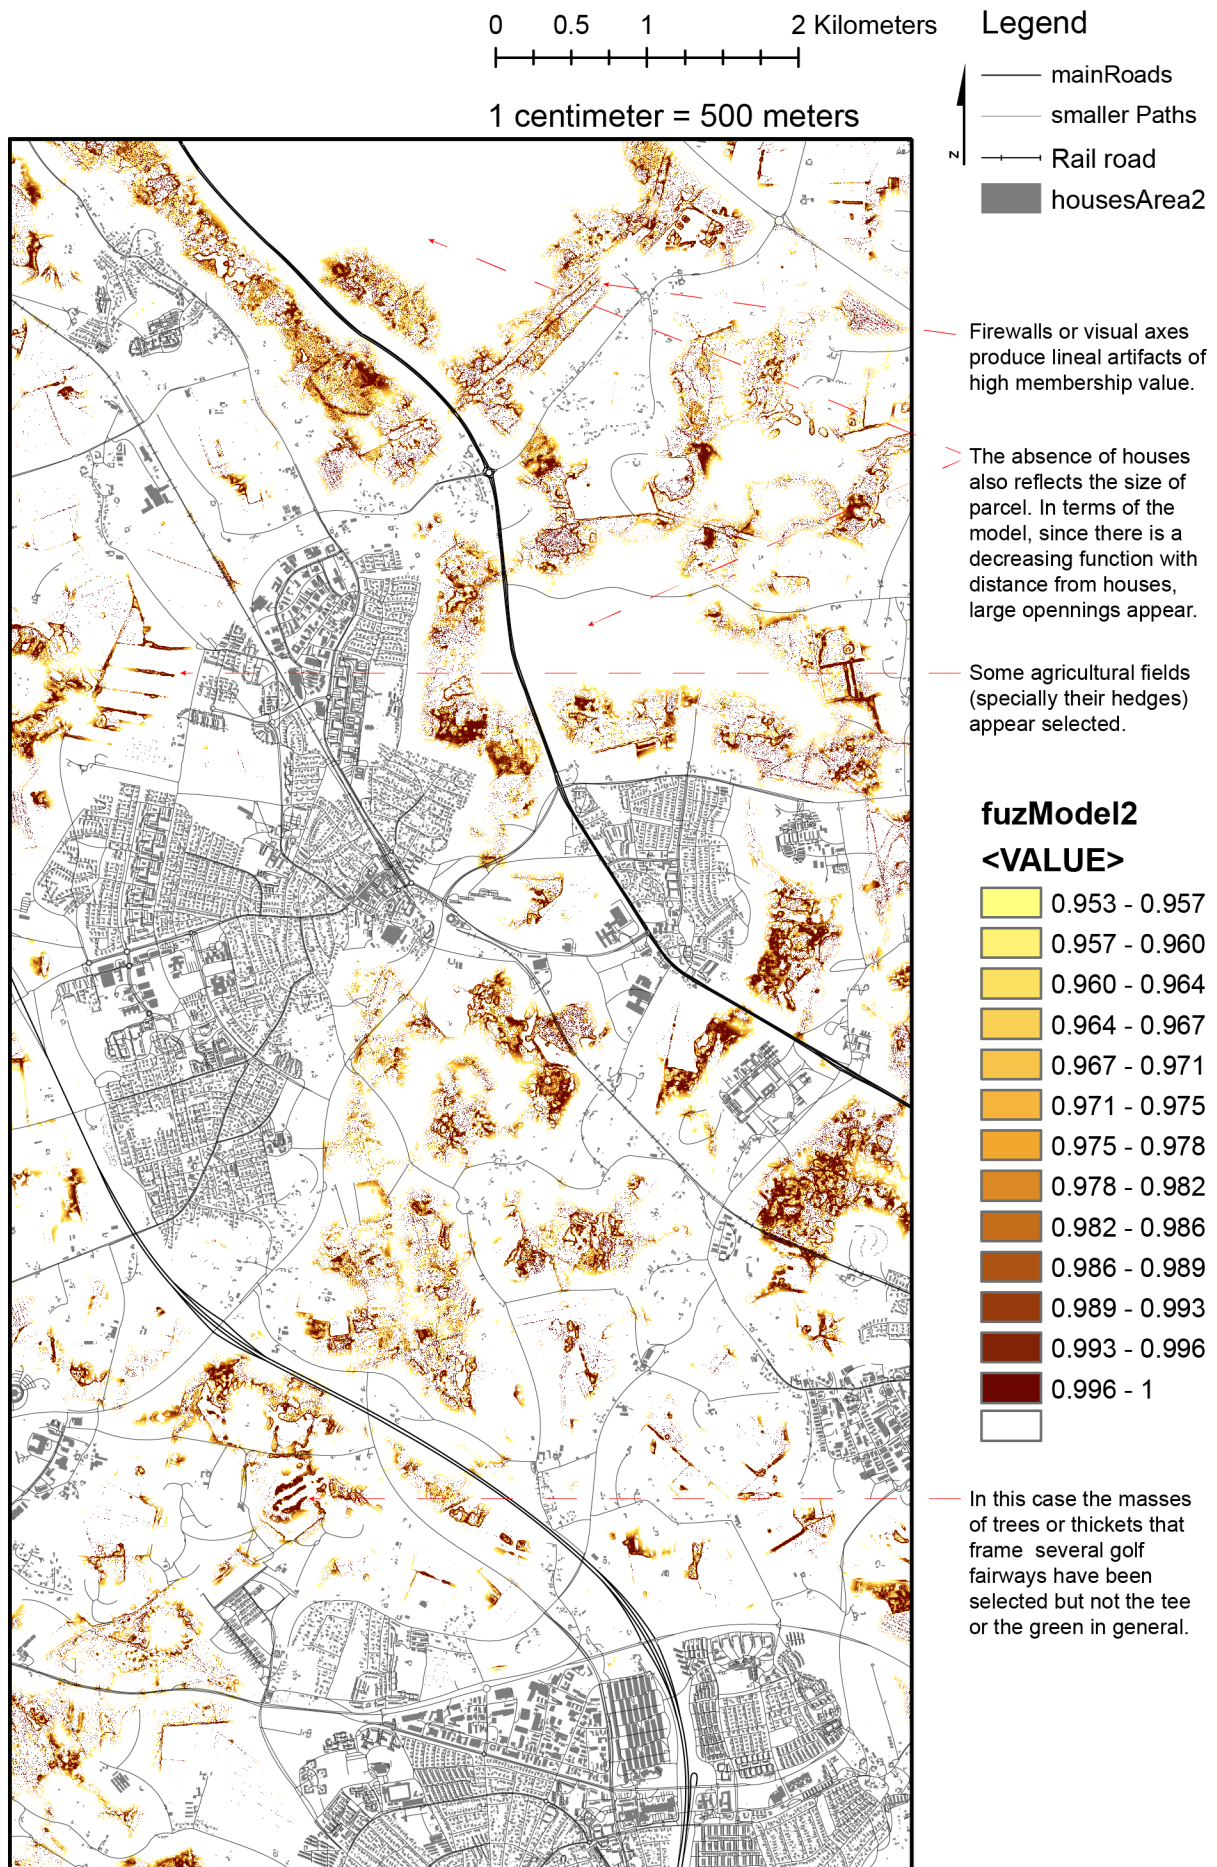 0 0.5 1 2 Kilometers
1 centimeter = 500 meters
Legend
N
mainRoads
smaller Paths
Rail road
housesArea2
Firewalls or visual axes
produce lineal artifacts of
high membership value.
The absence of houses
also reflects the size of
parcel. In terms of the
model, since there is a
decreasing function with
distance from houses,
large opennings appear.
Some agricultural fields
(specially their hedges)
appear selected.
fuzModel2
<VALUE>
0.953 - 0.957
0.957 - 0.960
0.960 - 0.964
0.964 - 0.967
0.967 - 0.971
0.971 - 0.975
0.975 - 0.978
0.978 - 0.982
0.982 - 0.986
0.986 - 0.989
0.989 - 0.993
0.993 - 0.996
0.996 - 1
In this case the masses
of trees or thickets that
frame several golf
fairways have been
selected but not the tee
or the green in general.